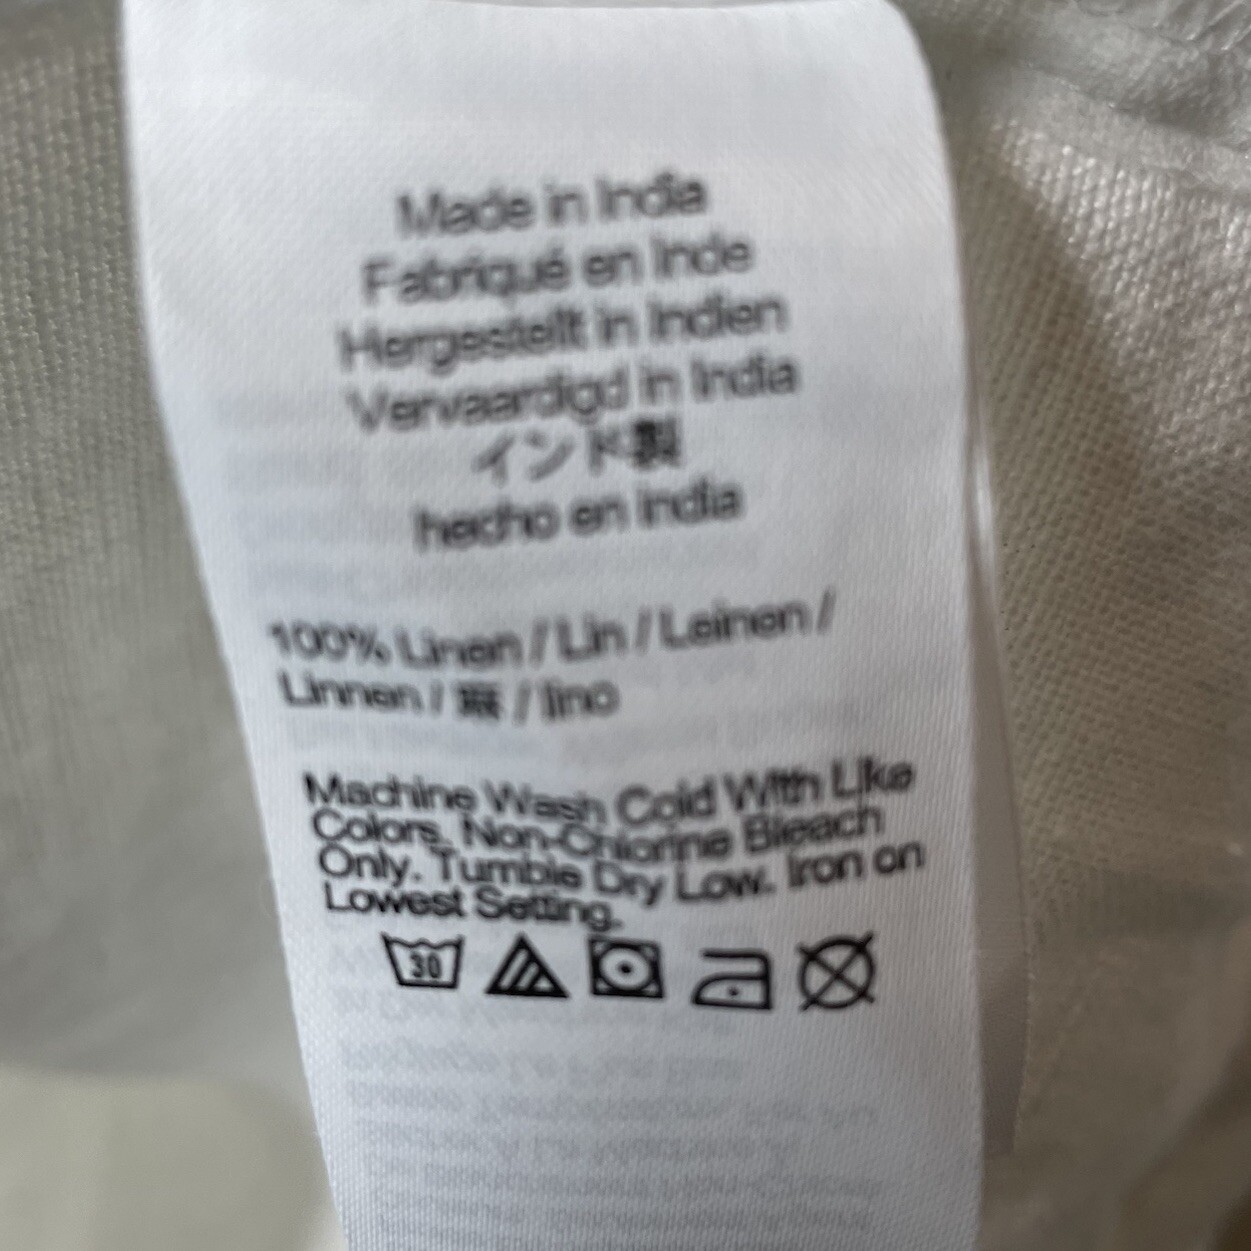 Made in India
Fabriqué en Inde
Hergestellt in Indien
Vervaardigd in India
インド製
hecho en india
100% Linen / Lin / Leinen /
Linnen / 麻 / lino
Machine Wash Cold With Like
Colors. Non-Chlorine Bleach
Only. Tumble Dry Low. Iron on
Lowest Setting.
30